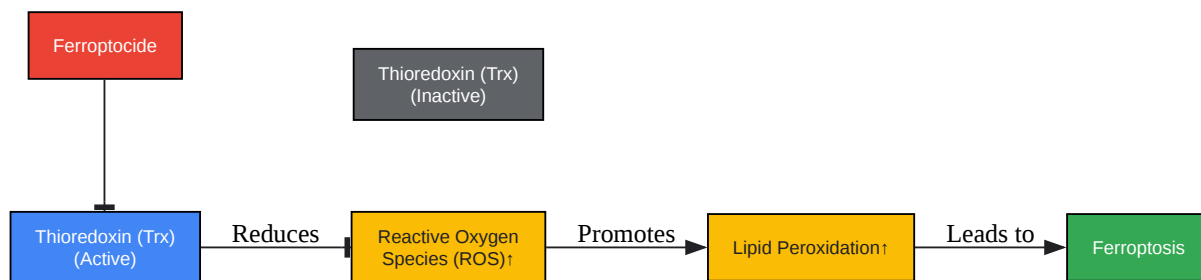 Ferroptocide
Thioredoxin (Trx)
(Inactive)
Thioredoxin (Trx)
(Active)
Reduces
Reactive Oxygen
Species (ROS)↑
Promotes
Lipid Peroxidation↑
Leads to
Ferroptosis